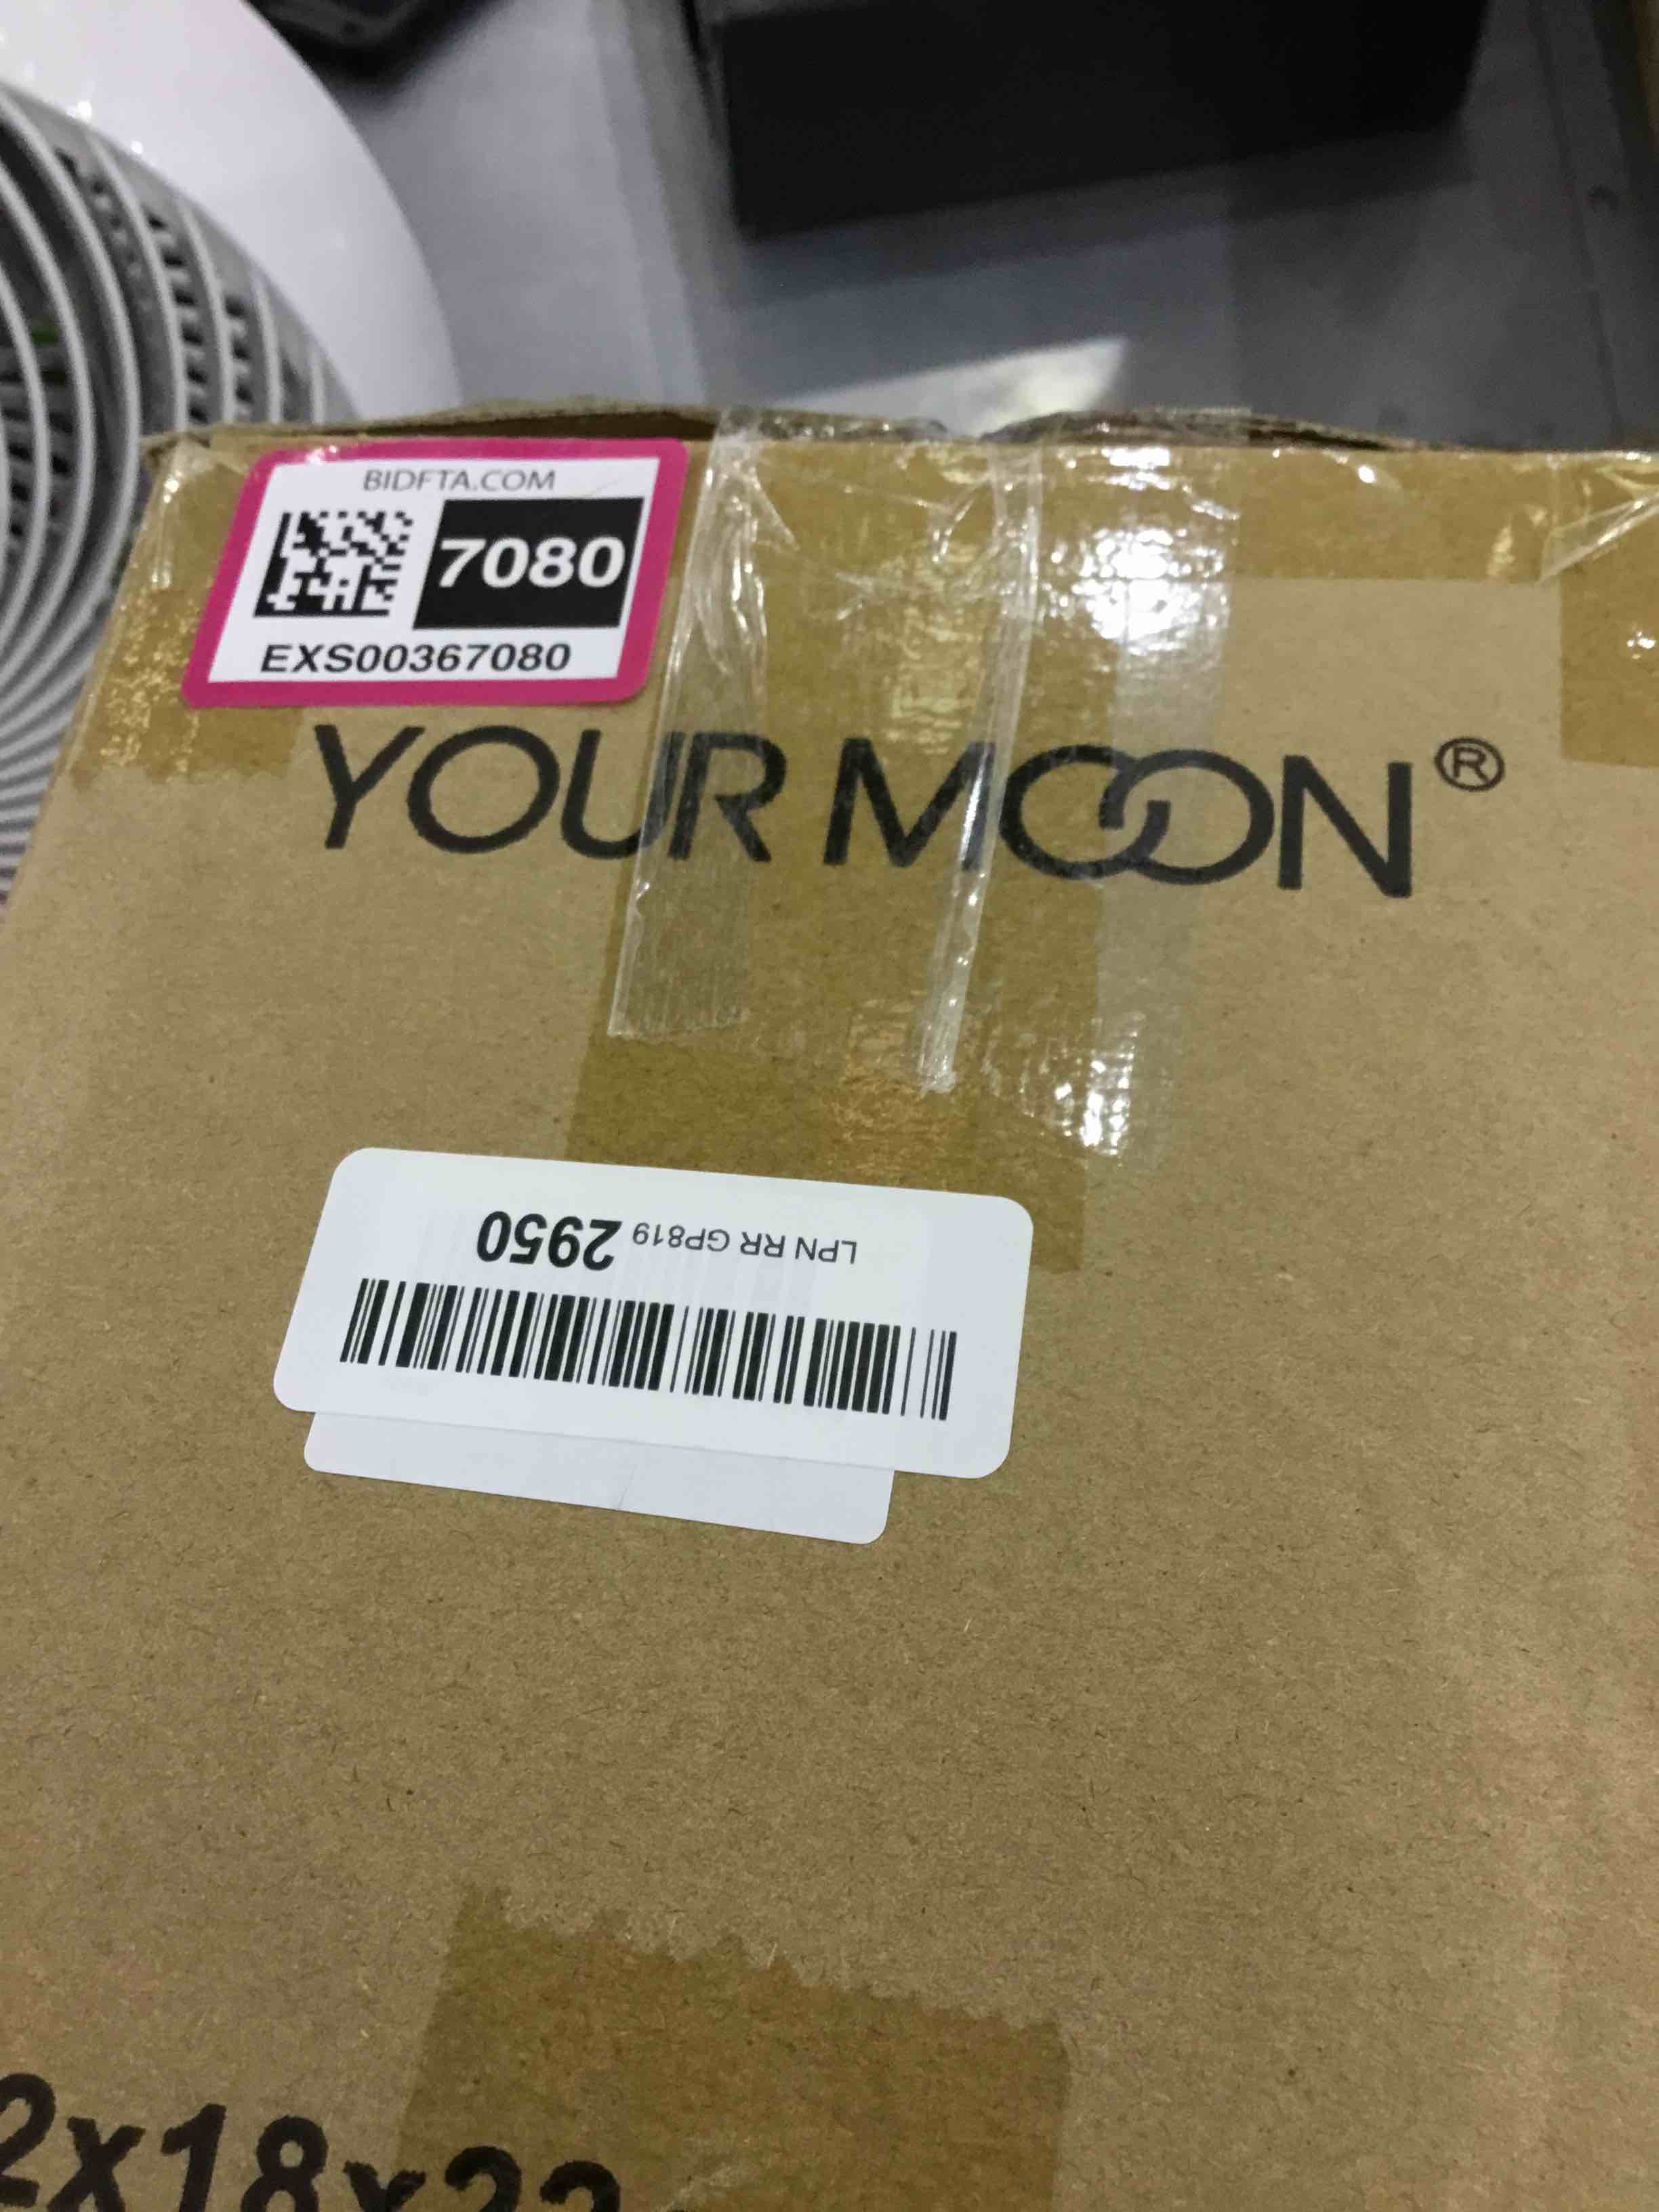 BIDFTA.COM
7080
EXS00367080
YOUR MOON®
LPN RR GP819 2950